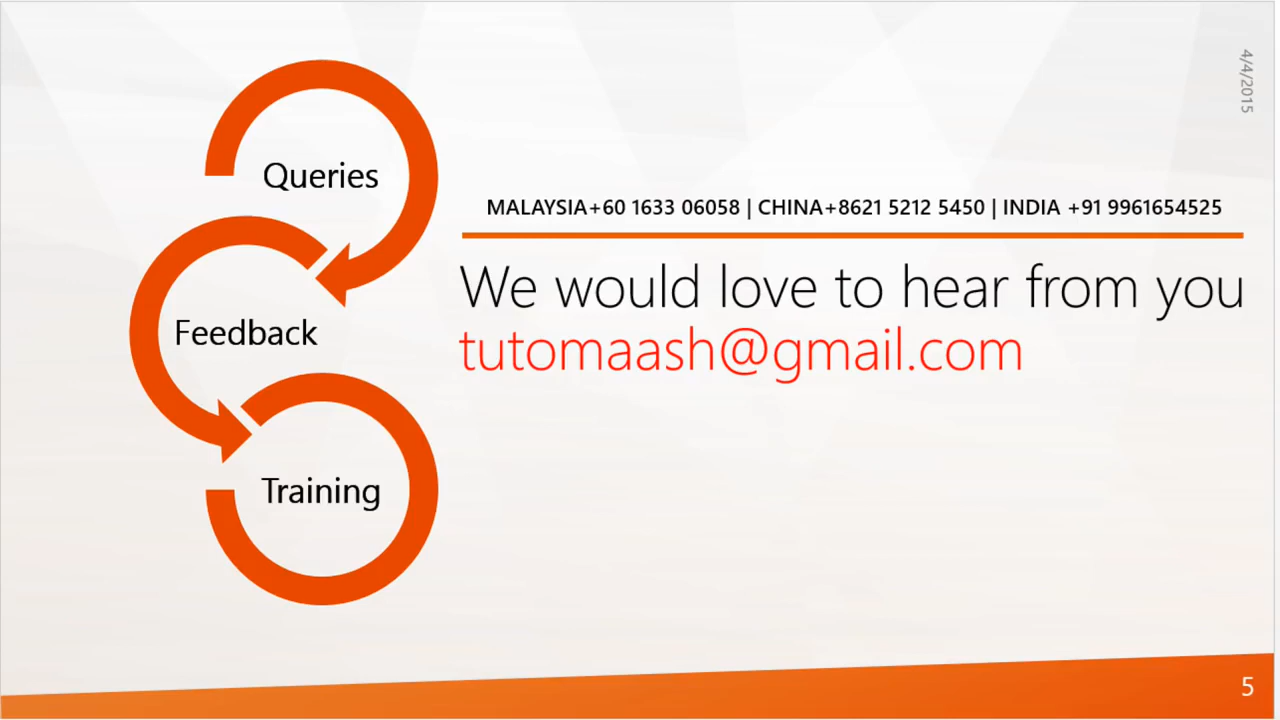 4/4/2015
Queries
MALAYSIA+60 1633 06058 | CHINA+8621 5212 5450 | INDIA +91 9961654525
We would love to hear from you
Feedback
tutomaash@gmail.com
Training
5